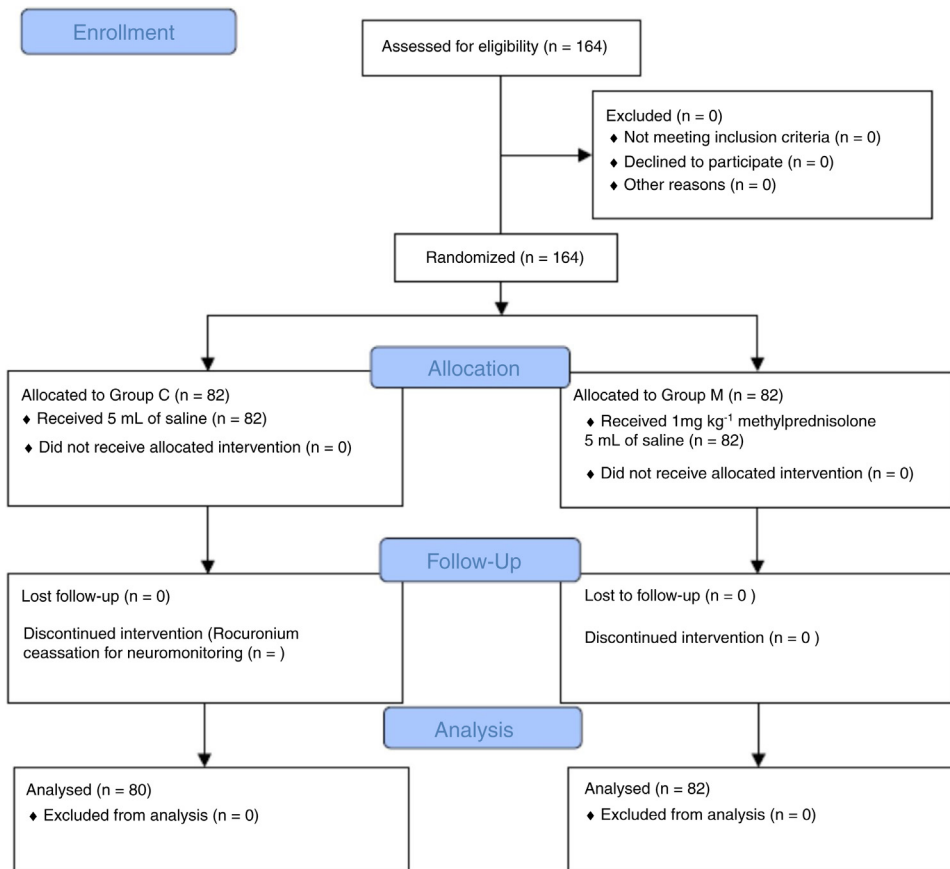 Enrollment
Assessed for eligibility (n = 164)
Excluded (n = 0)
♦ Not meeting inclusion criteria (n = 0)
♦ Declined to participate (n = 0)
♦ Other reasons (n = 0)
Randomized (n = 164)
Allocation
Allocated to Group C (n = 82)
♦ Received 5 mL of saline (n = 82)
♦ Did not receive allocated intervention (n = 0)
Allocated to Group M (n = 82)
♦ Received 1mg kg⁻¹ methylprednisolone
5 mL of saline (n = 82)
♦ Did not receive allocated intervention (n = 0)
Follow-Up
Lost follow-up (n = 0)
Discontinued intervention (Rocuronium
ceassation for neuromonitoring (n = )
Lost to follow-up (n = 0 )
Discontinued intervention (n = 0 )
Analysis
Analysed (n = 80)
♦ Excluded from analysis (n = 0)
Analysed (n = 82)
♦ Excluded from analysis (n = 0)